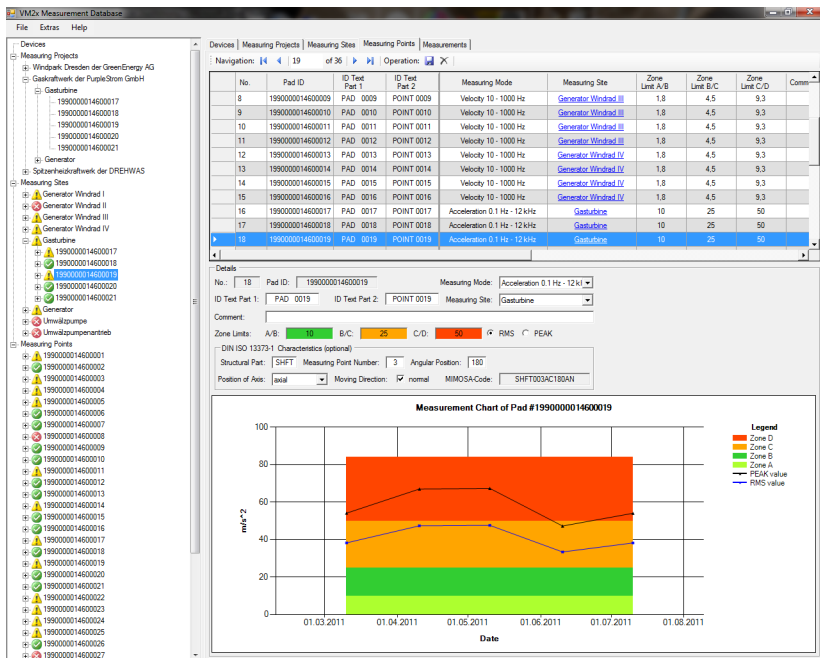 VM2x Measurement Database
File Extras Help
Devices
Measuring Projects
Windpark Dresden der GreenEnergy AG
Gaskraftwerk der PurpleStrom GmbH
Gasturbine
1990000014600017
1990000014600018
1990000014600019
1990000014600020
1990000014600021
Generator
Spitzenheizkraftwerk der DREHWAS
Measuring Sites
Generator Windrad I
Generator Windrad II
Generator Windrad III
Generator Windrad IV
Gasturbine
1990000014600017
1990000014600018
1990000014600019
1990000014600020
1990000014600021
Generator
Umwälzpumpe
Umwälzpumpenantrieb
Measuring Points
1990000014600001
1990000014600002
1990000014600003
1990000014600004
1990000014600005
1990000014600006
1990000014600007
1990000014600008
1990000014600009
1990000014600010
1990000014600011
1990000014600012
1990000014600013
1990000014600014
1990000014600015
1990000014600016
1990000014600017
1990000014600018
1990000014600019
1990000014600020
1990000014600021
1990000014600022
1990000014600023
1990000014600024
1990000014600025
1990000014600026
1990000014600027
Devices Measuring Projects Measuring Sites Measuring Points Measurements
Navigation: 19 of 36 Operation:
No. Pad ID ID Text Part 1 ID Text Part 2 Measuring Mode Measuring Site Zone Limit A/B Zone Limit B/C Zone Limit C/D Comm
8 1990000014600009 PAD 0009 POINT 0009 Velocity 10 - 1000 Hz Generator Windrad III 1,8 4,5 9,3
9 1990000014600010 PAD 0010 POINT 0010 Velocity 10 - 1000 Hz Generator Windrad III 1,8 4,5 9,3
10 1990000014600011 PAD 0011 POINT 0011 Velocity 10 - 1000 Hz Generator Windrad III 1,8 4,5 9,3
11 1990000014600012 PAD 0012 POINT 0012 Velocity 10 - 1000 Hz Generator Windrad III 1,8 4,5 9,3
12 1990000014600013 PAD 0013 POINT 0013 Velocity 10 - 1000 Hz Generator Windrad IV 1,8 4,5 9,3
13 1990000014600014 PAD 0014 POINT 0014 Velocity 10 - 1000 Hz Generator Windrad IV 1,8 4,5 9,3
14 1990000014600015 PAD 0015 POINT 0015 Velocity 10 - 1000 Hz Generator Windrad IV 1,8 4,5 9,3
15 1990000014600016 PAD 0016 POINT 0016 Velocity 10 - 1000 Hz Generator Windrad IV 1,8 4,5 9,3
16 1990000014600017 PAD 0017 POINT 0017 Acceleration 0.1 Hz - 12 kHz Gasturbine 10 25 50
17 1990000014600018 PAD 0018 POINT 0018 Acceleration 0.1 Hz - 12 kHz Gasturbine 10 25 50
18 1990000014600019 PAD 0019 POINT 0019 Acceleration 0.1 Hz - 12 kHz Gasturbine 10 25 50
Details
No.: 18 Pad ID: 1990000014600019 Measuring Mode: Acceleration 0.1 Hz - 12 kl
ID Text Part 1: PAD 0019 ID Text Part 2: POINT 0019 Measuring Site: Gasturbine
Comment:
Zone Limits: A/B: 10 B/C: 25 C/D: 50 RMS PEAK
DIN ISO 13373-1 Characteristics (optional)
Structural Part: SHFT Measuring Point Number: 3 Angular Position: 180
Position of Axis: axial Moving Direction: normal MIMOSA-Code: SHFT003AC180AN
Measurement Chart of Pad #1990000014600019
Legend
Zone D
Zone C
Zone B
Zone A
PEAK value
RMS value
100
80
60
40
20
0
m/s^2
01.03.2011 01.04.2011 01.05.2011 01.06.2011 01.07.2011 01.08.2011
Date